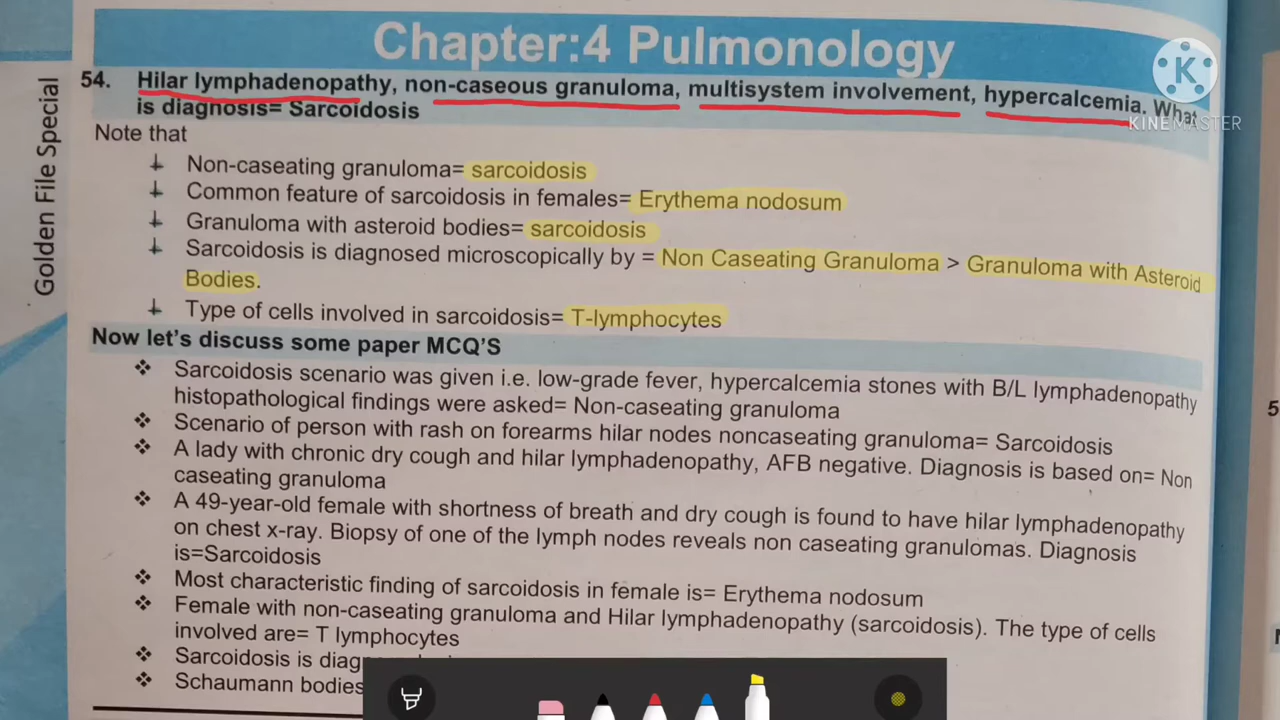 Chapter:4 Pulmonology
Golden File Special
54. Hilar lymphadenopathy, non-caseous granuloma, multisystem involvement, hypercalcemia. What
is diagnosis= Sarcoidosis
K
KINEMASTER
Note that
Non-caseating granuloma= sarcoidosis
Common feature of sarcoidosis in females= Erythema nodosum
Granuloma with asteroid bodies= sarcoidosis
Sarcoidosis is diagnosed microscopically by = Non Caseating Granuloma > Granuloma with Asteroid
Bodies.
Type of cells involved in sarcoidosis= T-lymphocytes
Now let's discuss some paper MCQ'S
❖ Sarcoidosis scenario was given i.e. low-grade fever, hypercalcemia stones with B/L lymphadenopathy
histopathological findings were asked= Non-caseating granuloma
❖ Scenario of person with rash on forearms hilar nodes noncaseating granuloma= Sarcoidosis
❖ A lady with chronic dry cough and hilar lymphadenopathy, AFB negative. Diagnosis is based on= Non
caseating granuloma
❖ A 49-year-old female with shortness of breath and dry cough is found to have hilar lymphadenopathy
on chest x-ray. Biopsy of one of the lymph nodes reveals non caseating granulomas. Diagnosis
is=Sarcoidosis
❖ Most characteristic finding of sarcoidosis in female is= Erythema nodosum
❖ Female with non-caseating granuloma and Hilar lymphadenopathy (sarcoidosis). The type of cells
involved are= T lymphocytes
❖ Sarcoidosis is
❖ Schaumann bodies
5